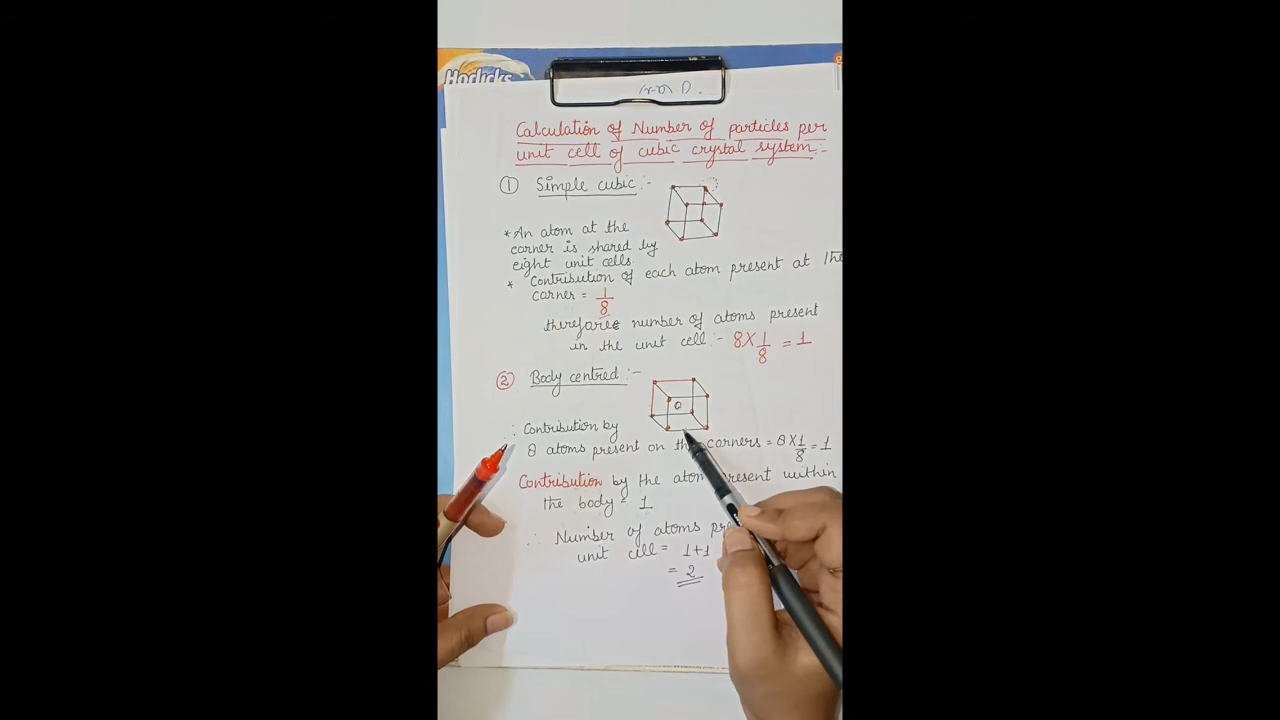 Horlicks
D.
Calculation of Number of particles per
unit cell of cubic crystal system:-
① Simple cubic:-
*An atom at the
corner is shared by
eight unit cells.
* Contribution of each atom present at the
corner = 1/8
therefore number of atoms present
in the unit cell:- 8×1/8 = 1
② Body centred:-
: Contribution by
8 atoms present on the corners = 8×1/8 = 1
Contribution by the atom present within
the body = 1
∴ Number of atoms
unit cell = 1+1
= 2